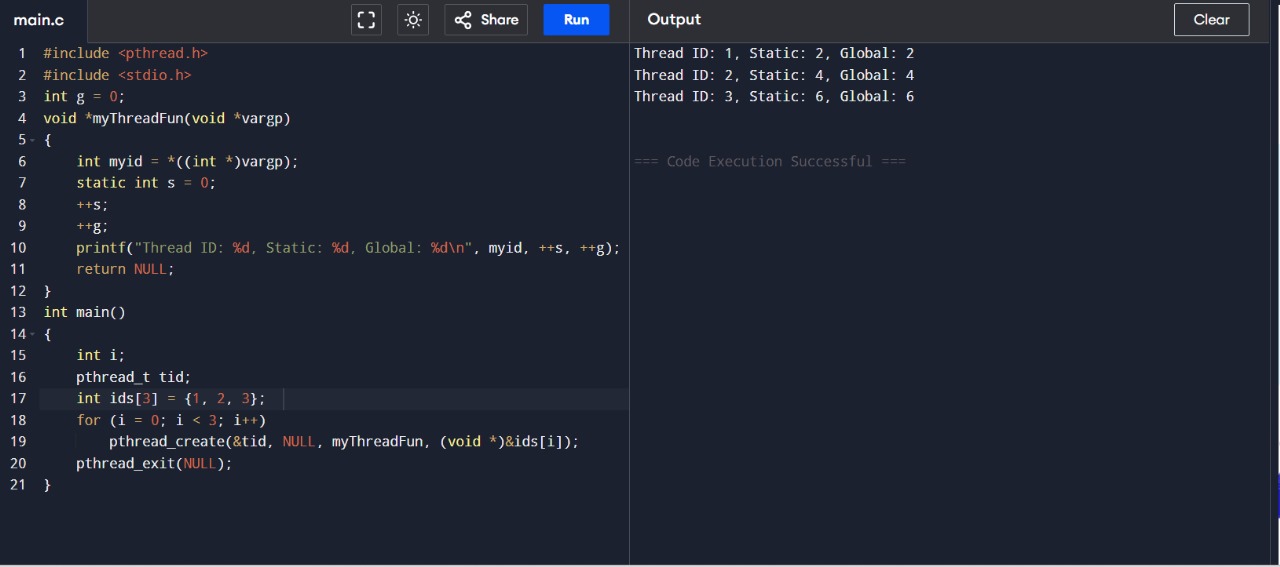 main.c
Share
Run
Output
Clear
1 #include <pthread.h>
2 #include <stdio.h>
3 int g = 0;
4 void *myThreadFun(void *vargp)
5 {
6     int myid = *((int *)vargp);
7     static int s = 0;
8     ++s;
9     ++g;
10     printf("Thread ID: %d, Static: %d, Global: %d\n", myid, ++s, ++g);
11     return NULL;
12 }
13 int main()
14 {
15     int i;
16     pthread_t tid;
17     int ids[3] = {1, 2, 3};
18     for (i = 0; i < 3; i++)
19         pthread_create(&tid, NULL, myThreadFun, (void *)&ids[i]);
20     pthread_exit(NULL);
21 }
Thread ID: 1, Static: 2, Global: 2
Thread ID: 2, Static: 4, Global: 4
Thread ID: 3, Static: 6, Global: 6
=== Code Execution Successful ===